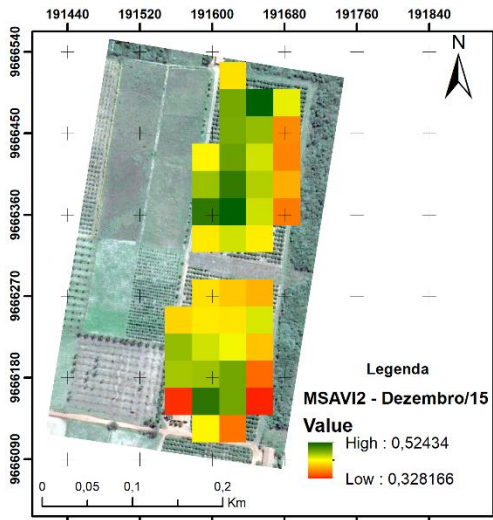 191440 191520 191600 191680 191760 191840
9666540
N
9666450
9666360
9666270
9666180
Legenda
MSAVI2 - Dezembro/15
Value
High : 0,52434
Low : 0,328166
9666090
0 0,05 0,1 0,2
Km